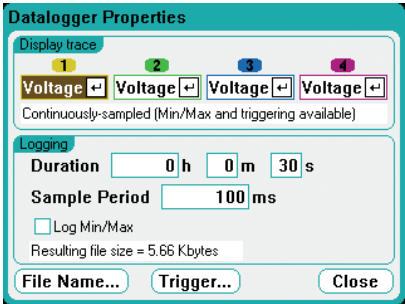 Datalogger Properties
Display trace
1 2 3 4
Voltage Voltage Voltage Voltage
Continuously-sampled (Min/Max and triggering available)
Logging
Duration 0 h 0 m 30 s
Sample Period 100 ms
Log Min/Max
Resulting file size = 5.66 Kbytes
File Name... Trigger... Close